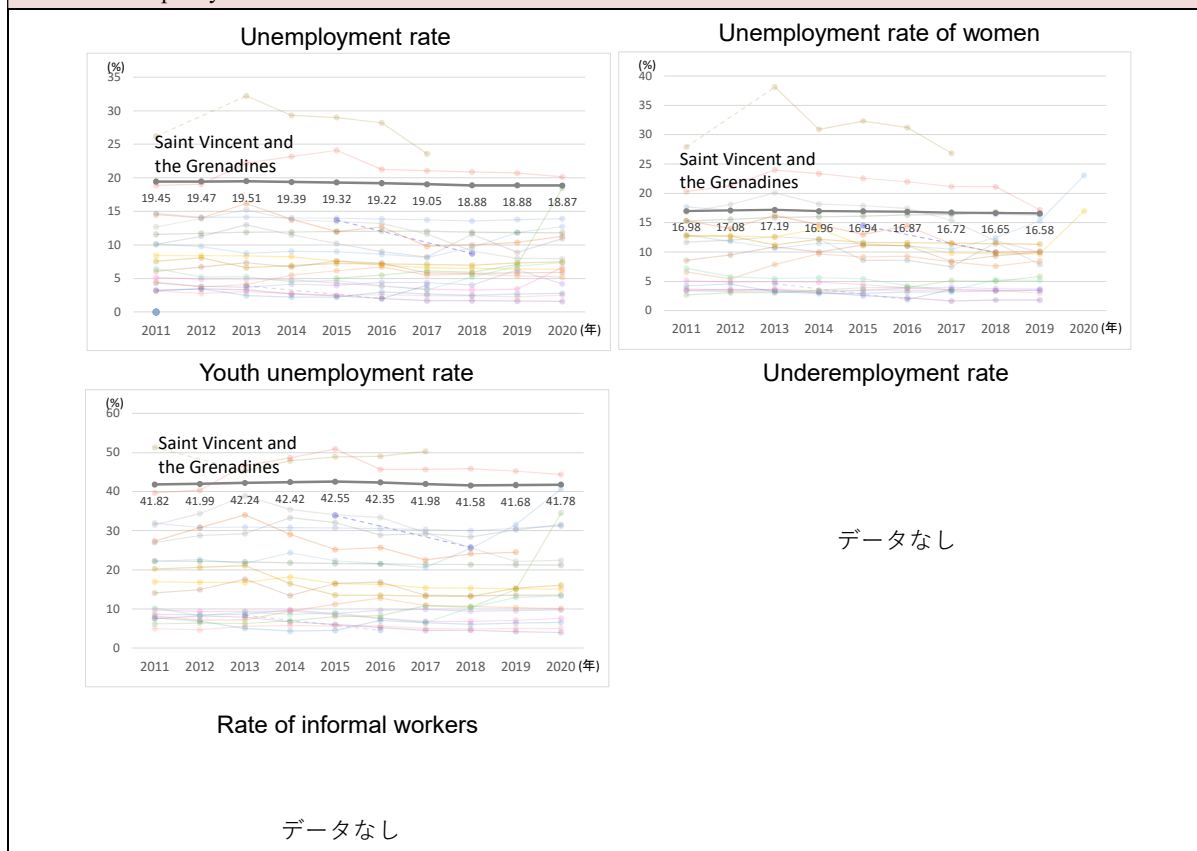 Unemployment rate
(%)
35
30
25
20
15
10
5
0
Saint Vincent and
the Grenadines
19.45 19.47 19.51 19.39 19.32 19.22 19.05 18.88 18.88 18.87
2011 2012 2013 2014 2015 2016 2017 2018 2019 2020 (年)
Unemployment rate of women
(%)
40
35
30
25
20
15
10
5
0
Saint Vincent and
the Grenadines
16.98 17.08 17.19 16.96 16.94 16.87 16.72 16.65 16.58
2011 2012 2013 2014 2015 2016 2017 2018 2019 2020 (年)
Youth unemployment rate
(%)
60
50
40
30
20
10
0
Saint Vincent and
the Grenadines
41.82 41.99 42.24 42.42 42.55 42.35 41.98 41.58 41.68 41.78
2011 2012 2013 2014 2015 2016 2017 2018 2019 2020 (年)
Underemployment rate
データなし
Rate of informal workers
データなし